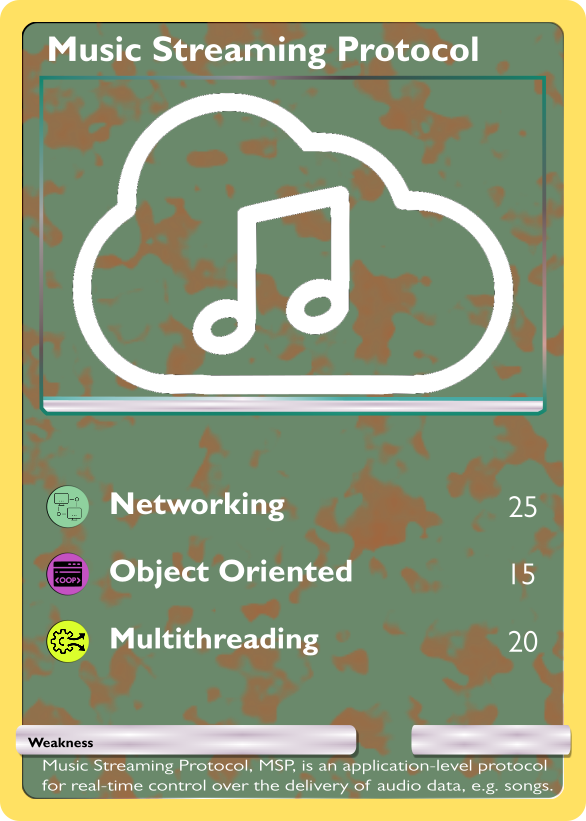 Music Streaming Protocol
Networking 25
<OOP>
Object Oriented 15
Multithreading 20
Weakness
Music Streaming Protocol, MSP, is an application-level protocol
for real-time control over the delivery of audio data, e.g. songs.